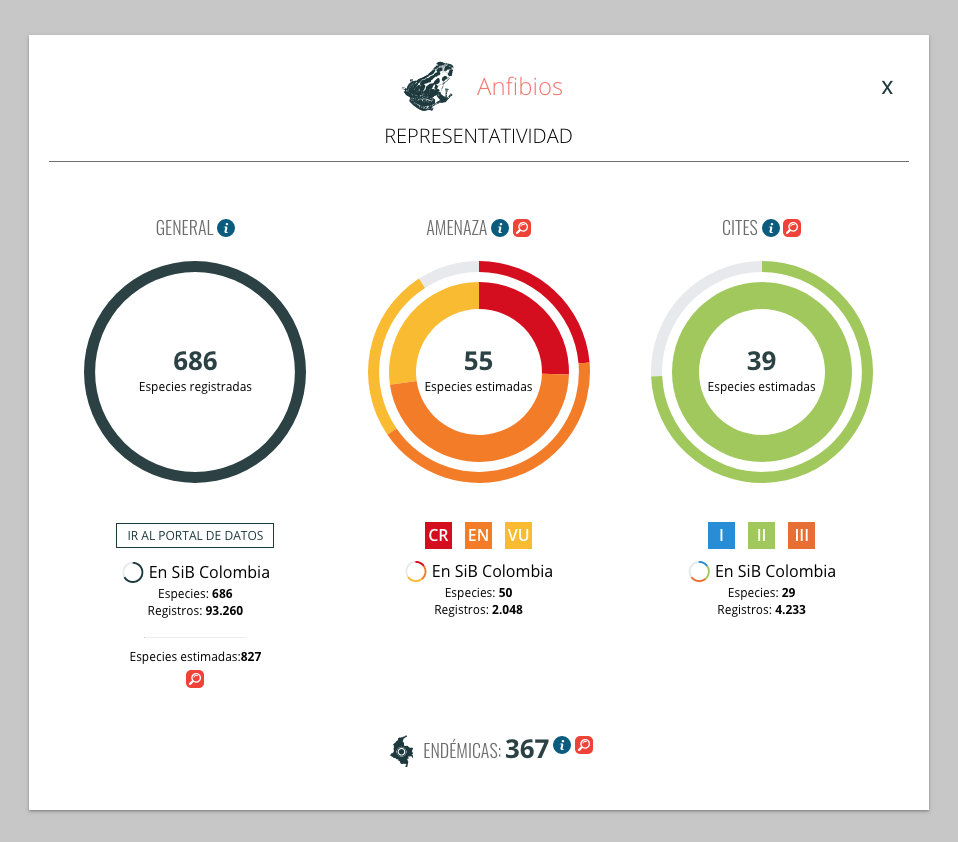 Anfibios
X
REPRESENTATIVIDAD
GENERAL i
686
Especies registradas
IR AL PORTAL DE DATOS
En SiB Colombia
Especies: 686
Registros: 93.260
Especies estimadas:827
AMENAZA i
55
Especies estimadas
CR EN VU
En SiB Colombia
Especies: 50
Registros: 2.048
CITES i
39
Especies estimadas
I II III
En SiB Colombia
Especies: 29
Registros: 4.233
ENDÉMICAS: 367 i